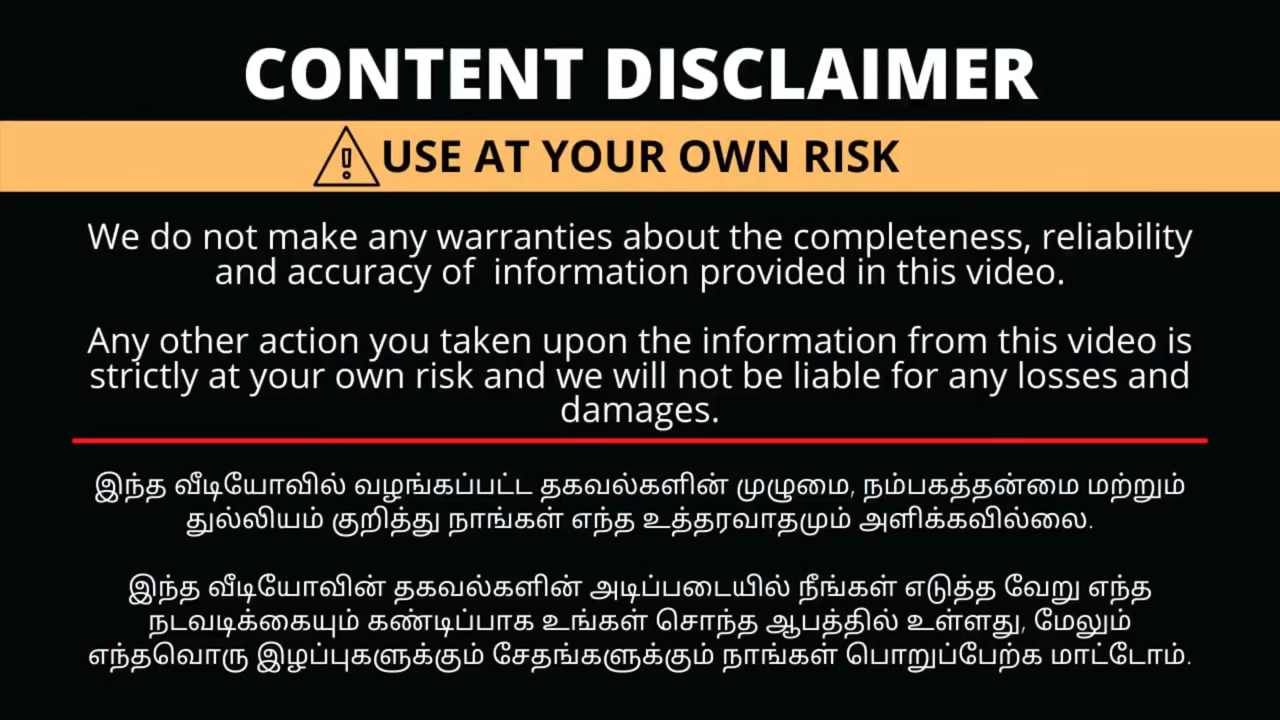 CONTENT DISCLAIMER
USE AT YOUR OWN RISK
We do not make any warranties about the completeness, reliability
and accuracy of information provided in this video.
Any other action you taken upon the information from this video is
strictly at your own risk and we will not be liable for any losses and
damages.
இந்த வீடியோவில் வழங்கப்பட்ட தகவல்களின் முழுமை, நம்பகத்தன்மை மற்றும்
துல்லியம் குறித்து நாங்கள் எந்த உத்தரவாதமும் அளிக்கவில்லை.
இந்த வீடியோவின் தகவல்களின் அடிப்படையில் நீங்கள் எடுத்த வேறு எந்த
நடவடிக்கையும் கண்டிப்பாக உங்கள் சொந்த ஆபத்தில் உள்ளது, மேலும்
எந்தவொரு இழப்புகளுக்கும் சேதங்களுக்கும் நாங்கள் பொறுப்பேற்க மாட்டோம்.